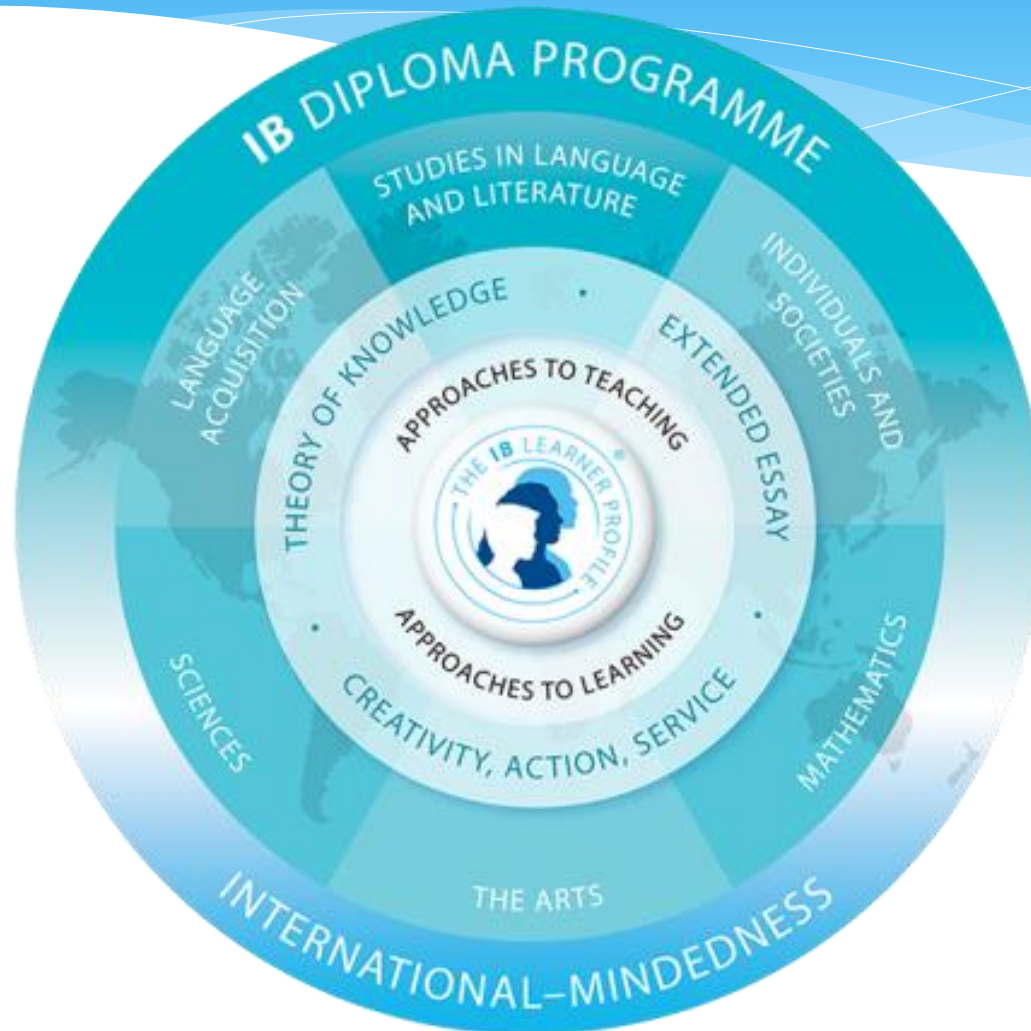 IB DIPLOMA PROGRAMME
STUDIES IN LANGUAGE
AND LITERATURE
LANGUAGE
ACQUISITION
INDIVIDUALS AND
SOCIETIES
THEORY OF KNOWLEDGE
·
EXTENDED ESSAY
APPROACHES TO TEACHING
THE IB LEARNER PROFILE
®
APPROACHES TO LEARNING
·
·
CREATIVITY, ACTION, SERVICE
SCIENCES
MATHEMATICS
THE ARTS
INTERNATIONAL–MINDEDNESS